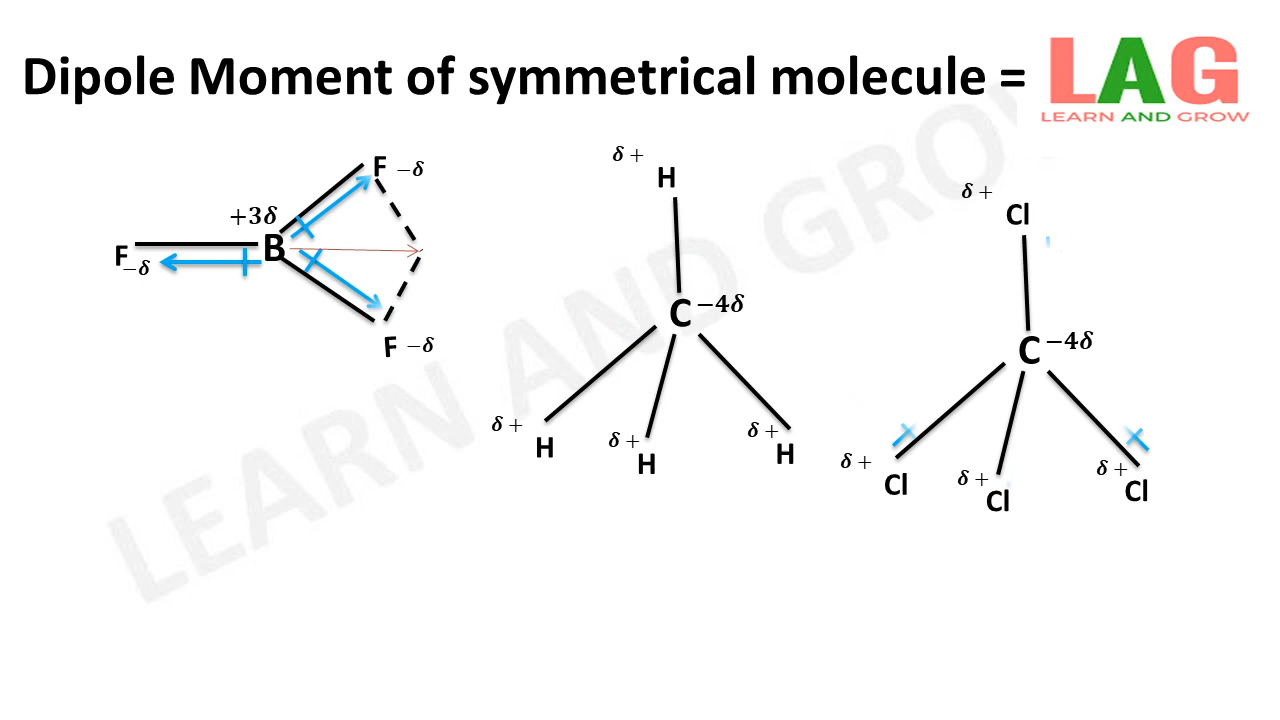 Dipole Moment of symmetrical molecule =
LAG
LEARN AND GROW
F −δ
+3δ
B
F −δ
F −δ
δ+
H
C −4δ
δ+
H
δ+
H
δ+
H
δ+
Cl
C −4δ
δ+
Cl
δ+
Cl
δ+
Cl
LEARN AND GROW